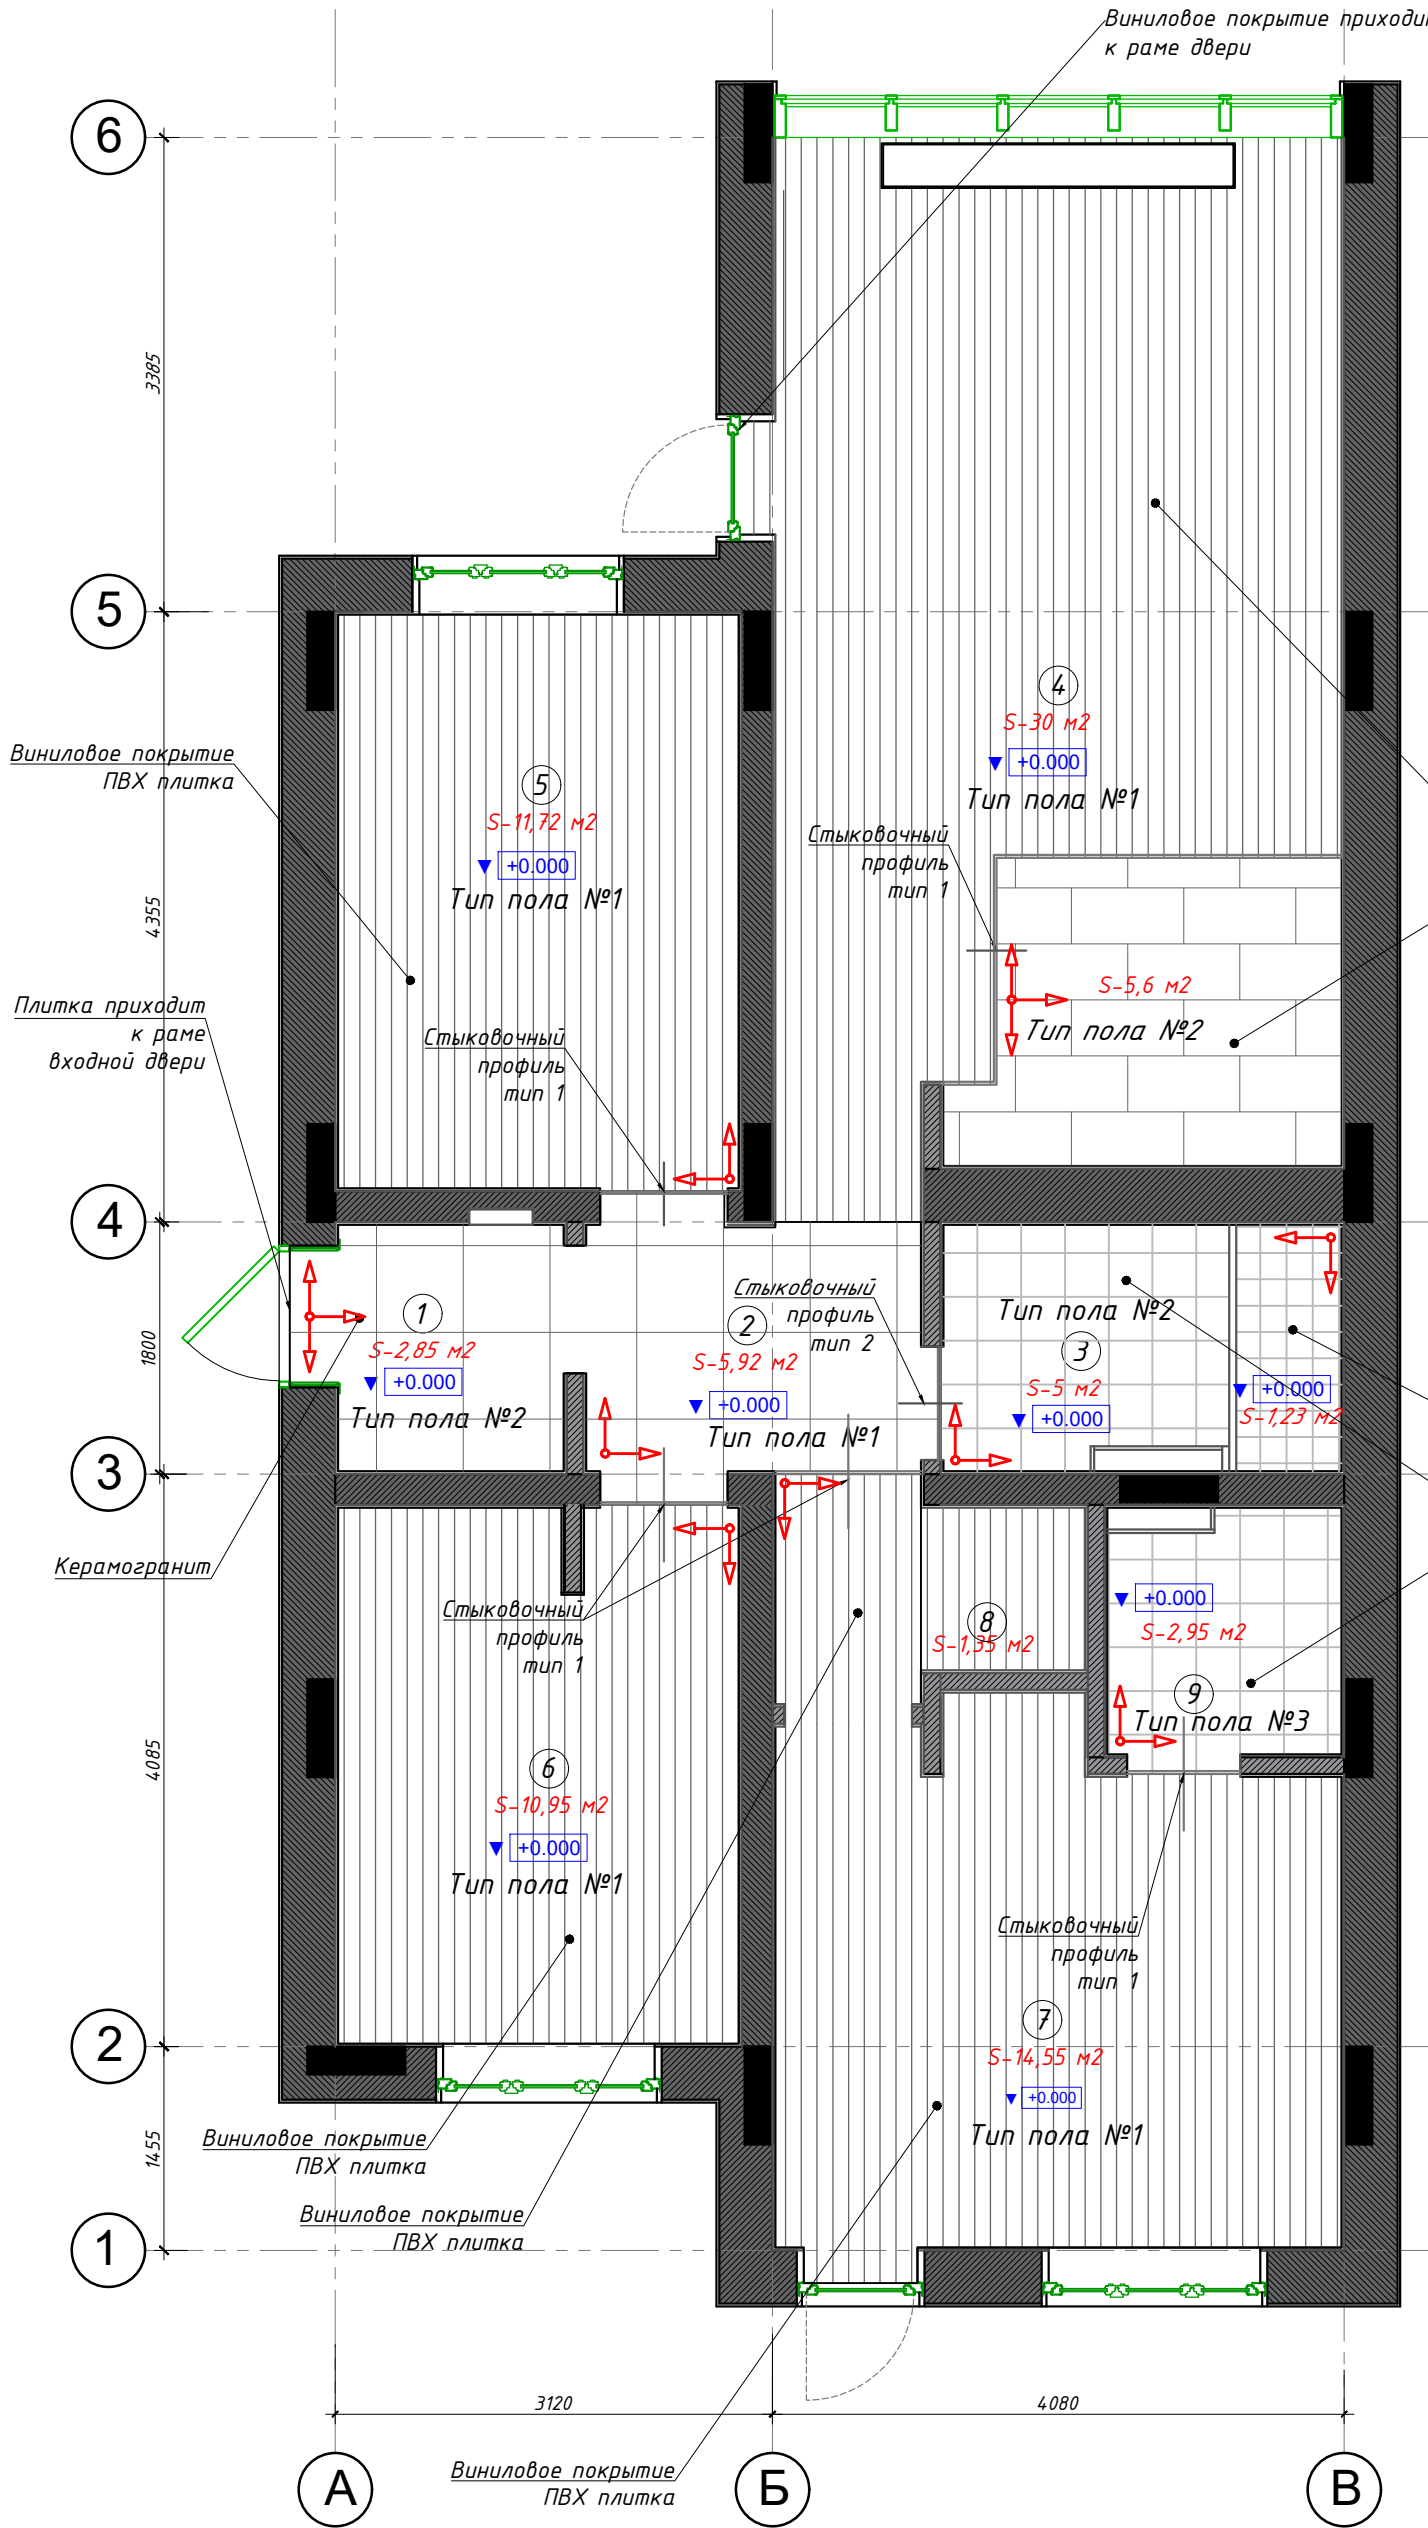 Виниловое покрытие приходит
к раме двери
6
3385
5
4
S-30 м2
+0.000
Тип пола №1
Виниловое покрытие
ПВХ плитка
5
S-11,72 м2
+0.000
Тип пола №1
Стыковочный
профиль
тип 1
4355
S-5,6 м2
Тип пола №2
Плитка приходит
к раме
входной двери
Стыковочный
профиль
тип 1
4
1
S-2,85 м2
+0.000
Тип пола №2
2
S-5,92 м2
+0.000
Тип пола №1
Стыковочный
профиль
тип 2
Тип пола №2
3
S-5 м2
+0.000
+0.000
S-1,23 м2
1800
3
Керамогранит
Стыковочный
профиль
тип 1
8
S-1,35 м2
+0.000
S-2,95 м2
9
Тип пола №3
4085
6
S-10,95 м2
+0.000
Тип пола №1
Стыковочный
профиль
тип 1
7
S-14,55 м2
+0.000
Тип пола №1
2
1455
Виниловое покрытие
ПВХ плитка
Виниловое покрытие
ПВХ плитка
1
3120
4080
Виниловое покрытие
ПВХ плитка
А
Б
В